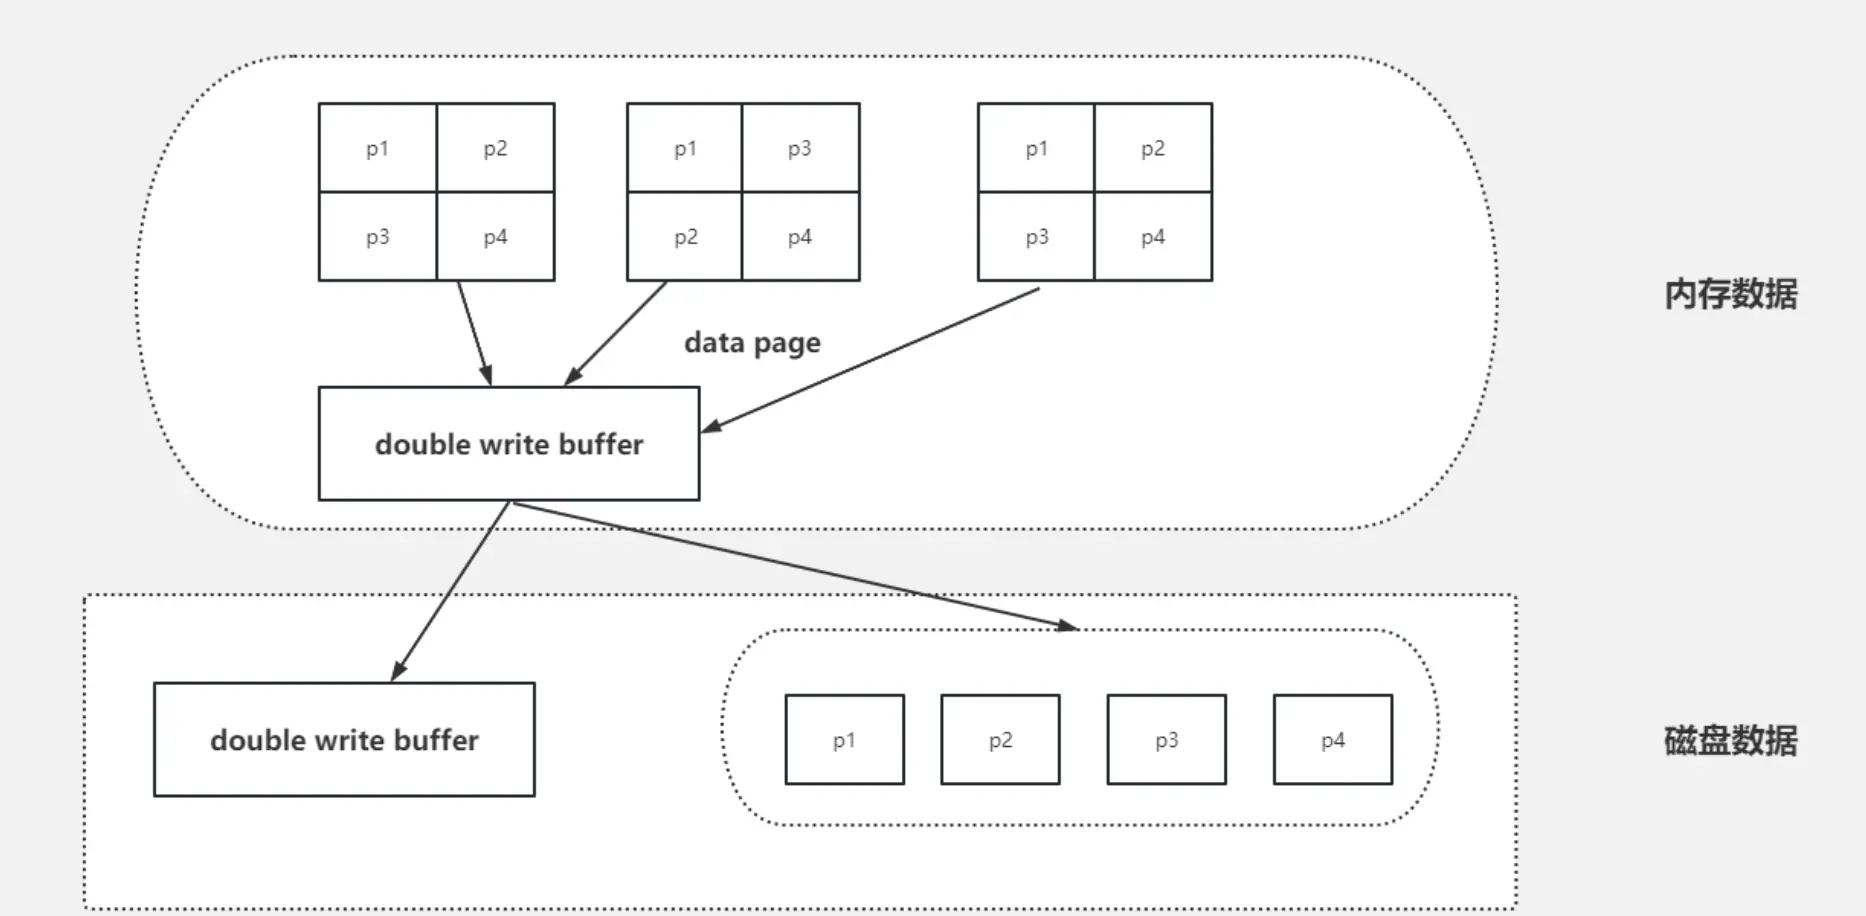 p1 p2 p1 p3 p1 p2
p3 p4 p2 p4 p3 p4
内存数据
data page
double write buffer
double write buffer
p1 p2 p3 p4
磁盘数据